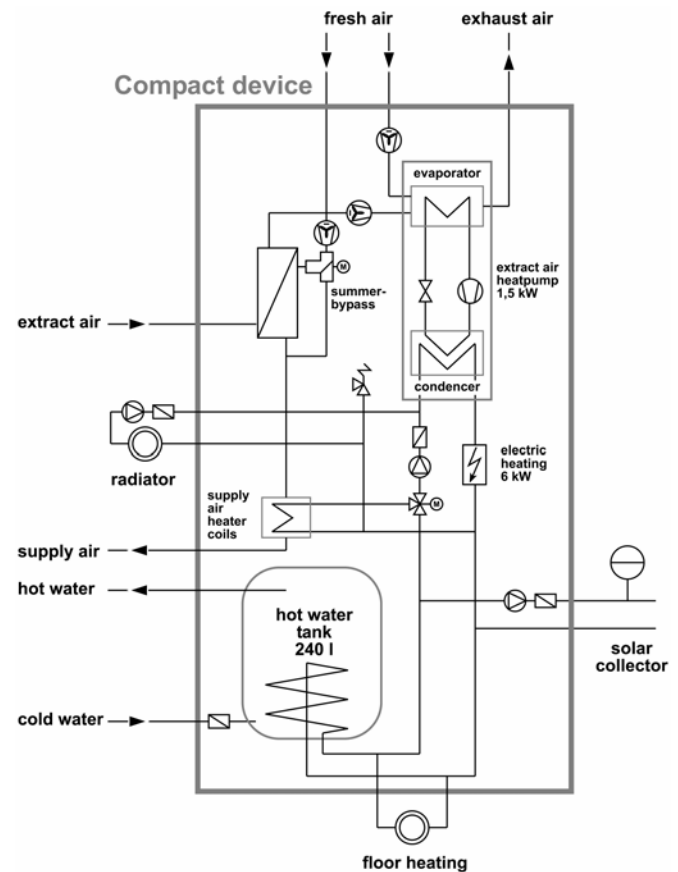 fresh air
exhaust air
Compact device
evaporator
extract air
heatpump
1,5 kW
M
summer-
bypass
extract air
condencer
radiator
electric
heating
6 kW
supply
air
heater
coils
M
supply air
hot water
hot water
tank
240 l
solar
collector
cold water
floor heating